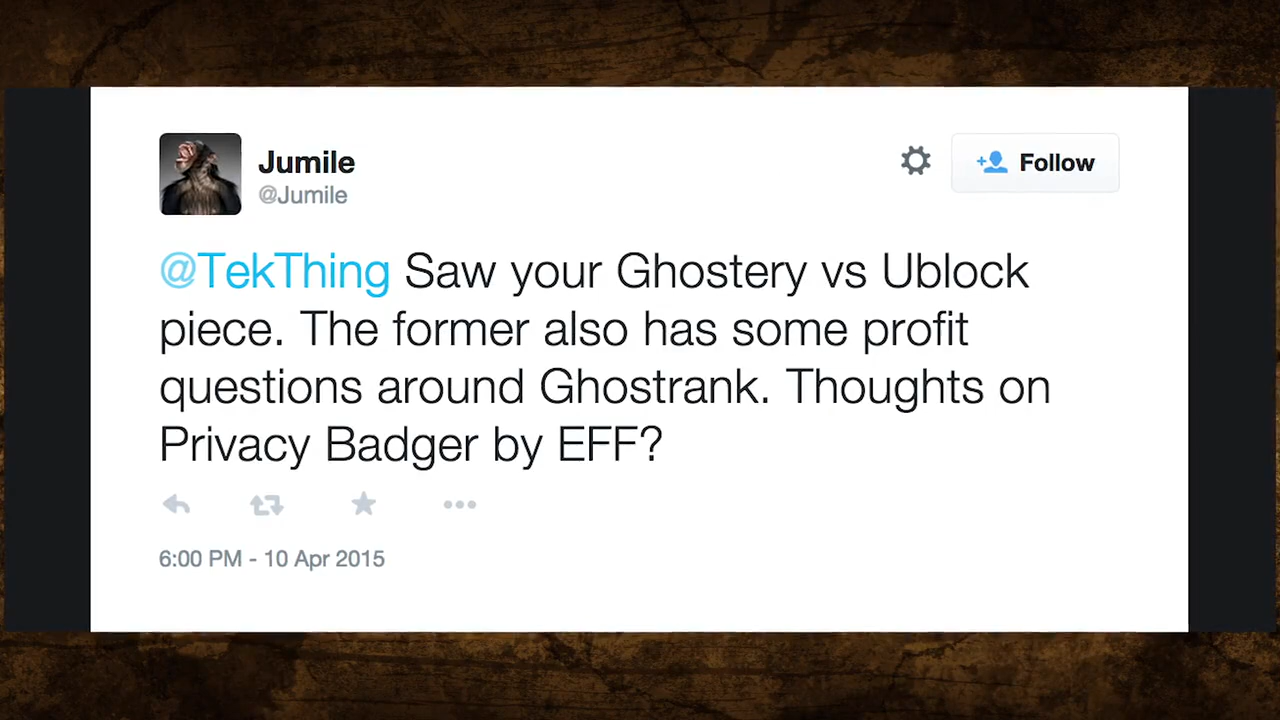 Jumile
@Jumile
Follow
@TekThing Saw your Ghostery vs Ublock
piece. The former also has some profit
questions around Ghostrank. Thoughts on
Privacy Badger by EFF?
6:00 PM - 10 Apr 2015